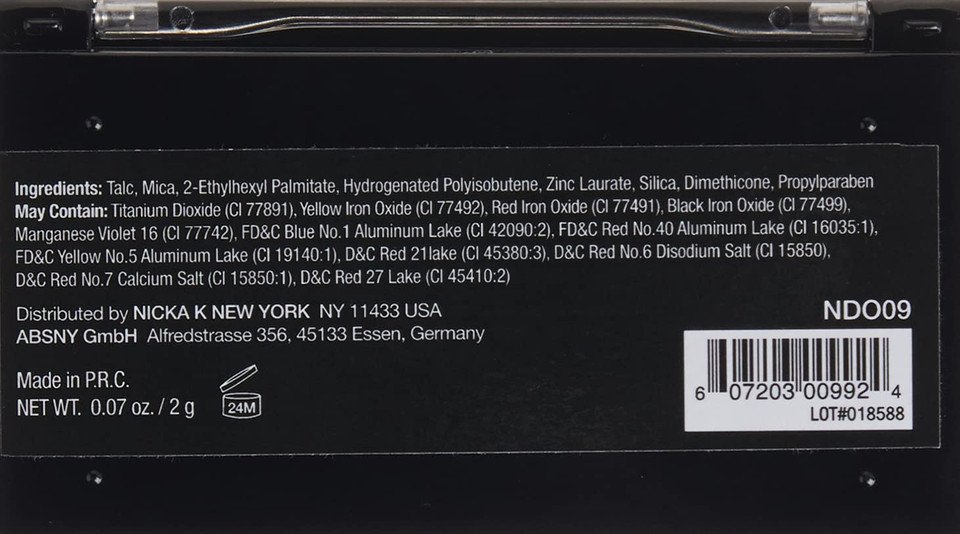 Ingredients: Talc, Mica, 2-Ethylhexyl Palmitate, Hydrogenated Polyisobutene, Zinc Laurate, Silica, Dimethicone, Propylparaben
May Contain: Titanium Dioxide (CI 77891), Yellow Iron Oxide (CI 77492), Red Iron Oxide (CI 77491), Black Iron Oxide (CI 77499),
Manganese Violet 16 (CI 77742), FD&C Blue No.1 Aluminum Lake (CI 42090:2), FD&C Red No.40 Aluminum Lake (CI 16035:1),
FD&C Yellow No.5 Aluminum Lake (CI 19140:1), D&C Red 21lake (CI 45380:3), D&C Red No.6 Disodium Salt (CI 15850),
D&C Red No.7 Calcium Salt (CI 15850:1), D&C Red 27 Lake (CI 45410:2)
Distributed by NICKA K NEW YORK NY 11433 USA
ABSNY GmbH Alfredstrasse 356, 45133 Essen, Germany
Made in P.R.C.
NET WT. 0.07 oz. / 2 g
24M
NDO09
6 07203 00992 4
LOT#018588